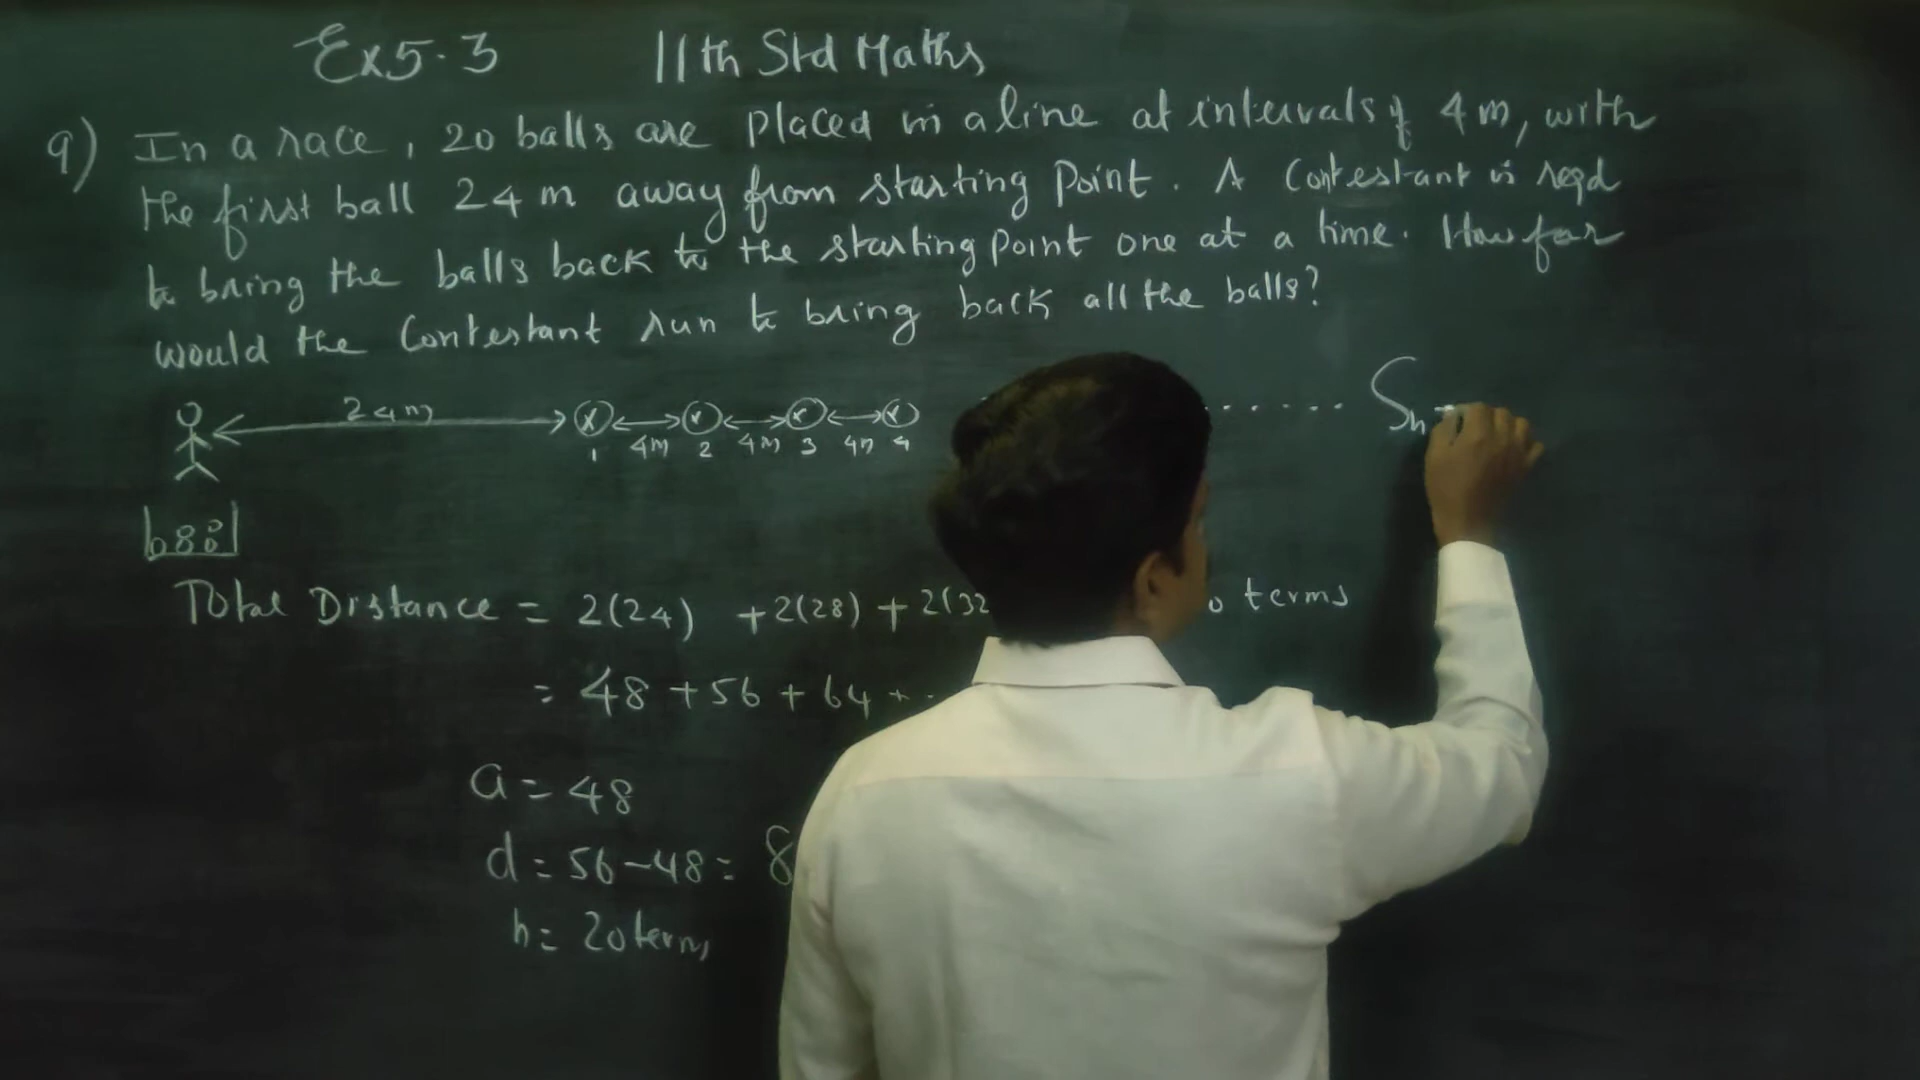 Ex 5.3 11th Std Maths
9) In a race, 20 balls are placed in a line at intervals of 4m, with
the first ball 24 m away from starting point. A Contestant is reqd
to bring the balls back to the starting point one at a time. How far
would the Contestant run to bring back all the balls?
24m
4m 4m 4m
1 2 3 4
...... Sn =
Total Distance = 2(24) + 2(28) + 2(32 terms
= 48 + 56 + 64 + ..
a = 48
d = 56 - 48 = 8
n = 20 terms